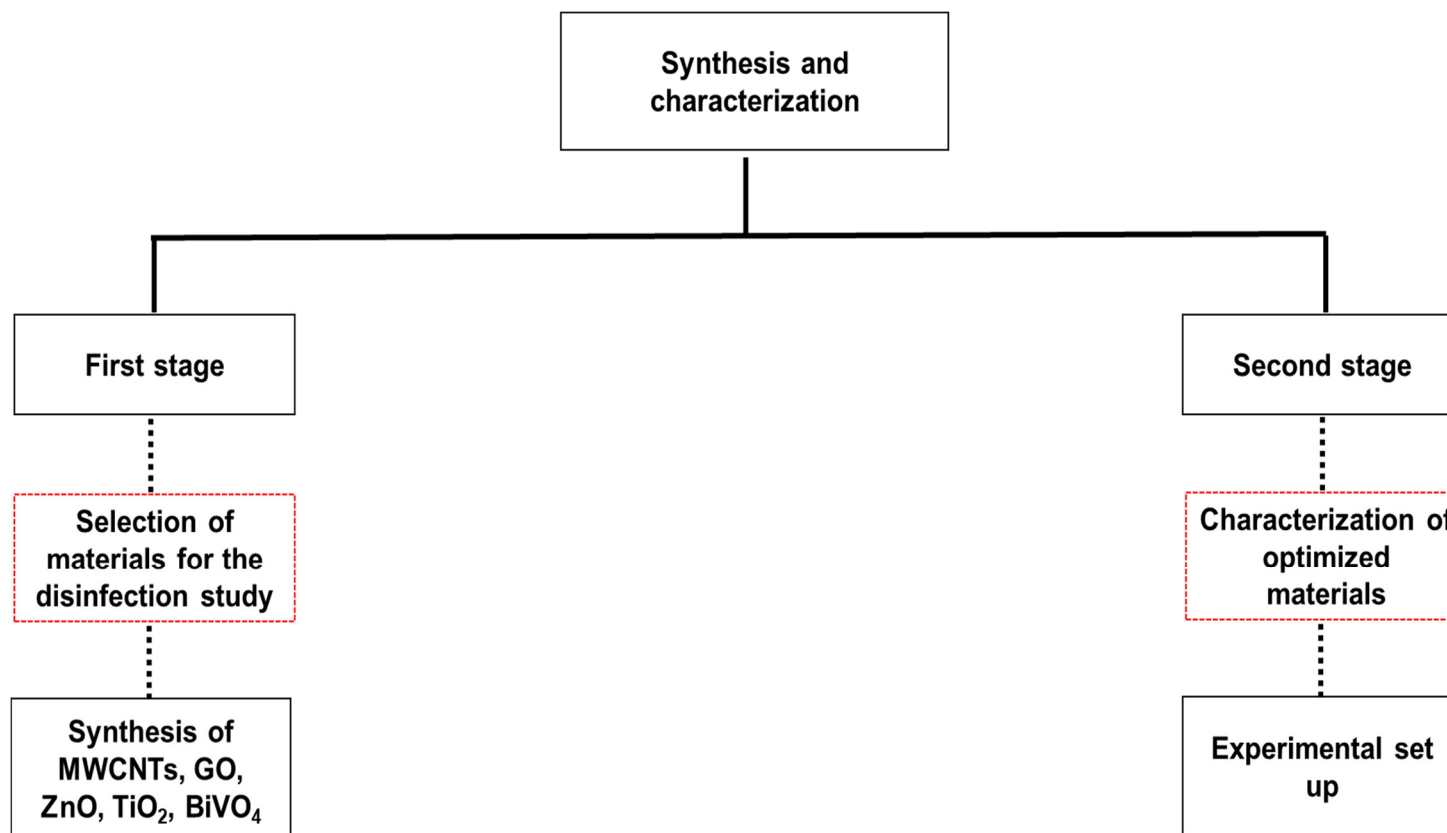 Synthesis and
characterization
First stage
Second stage
Selection of
materials for the
disinfection study
Characterization of
optimized
materials
Synthesis of
MWCNTs, GO,
ZnO, TiO₂, BiVO₄
Experimental set
up